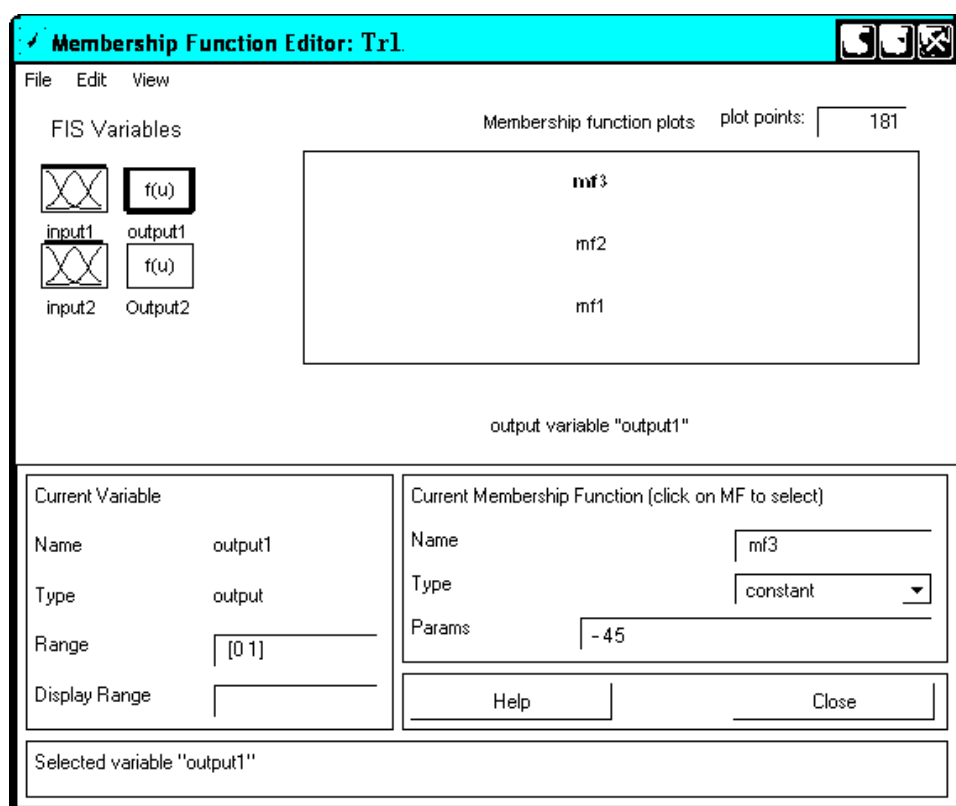 Membership Function Editor: Trl.
File Edit View
FIS Variables
Membership function plots plot points: 181
f(u)
input1 output1
f(u)
input2 Output2
mf3
mf2
mf1
output variable "output1"
Current Variable
Name output1
Type output
Range [0 1]
Display Range
Current Membership Function (click on MF to select)
Name mf3
Type constant
Params -45
Help Close
Selected variable "output1"